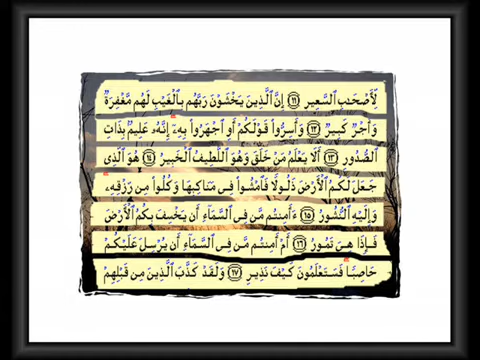 لِّأَصْحَٰبِ ٱلسَّعِيرِ ١١ إِنَّ ٱلَّذِينَ يَخْشَوْنَ رَبَّهُم بِٱلْغَيْبِ لَهُم مَّغْفِرَةٌ
وَأَجْرٌ كَبِيرٌ ١٢ وَأَسِرُّوا۟ قَوْلَكُمْ أَوِ ٱجْهَرُوا۟ بِهِۦٓ إِنَّهُۥ عَلِيمٌۢ بِذَاتِ
ٱلصُّدُورِ ١٣ أَلَا يَعْلَمُ مَنْ خَلَقَ وَهُوَ ٱللَّطِيفُ ٱلْخَبِيرُ ١٤ هُوَ ٱلَّذِى
جَعَلَ لَكُمُ ٱلْأَرْضَ ذَلُولًا فَٱمْشُوا۟ فِى مَنَاكِبِهَا وَكُلُوا۟ مِن رِّزْقِهِۦ
وَإِلَيْهِ ٱلنُّشُورُ ١٥ ءَأَمِنتُم مَّن فِى ٱلسَّمَآءِ أَن يَخْسِفَ بِكُمُ ٱلْأَرْضَ
فَإِذَا هِىَ تَمُورُ ١٦ أَمْ أَمِنتُم مَّن فِى ٱلسَّمَآءِ أَن يُرْسِلَ عَلَيْكُمْ
حَاصِبًا فَسَتَعْلَمُونَ كَيْفَ نَذِيرِ ١٧ وَلَقَدْ كَذَّبَ ٱلَّذِينَ مِن قَبْلِهِمْ